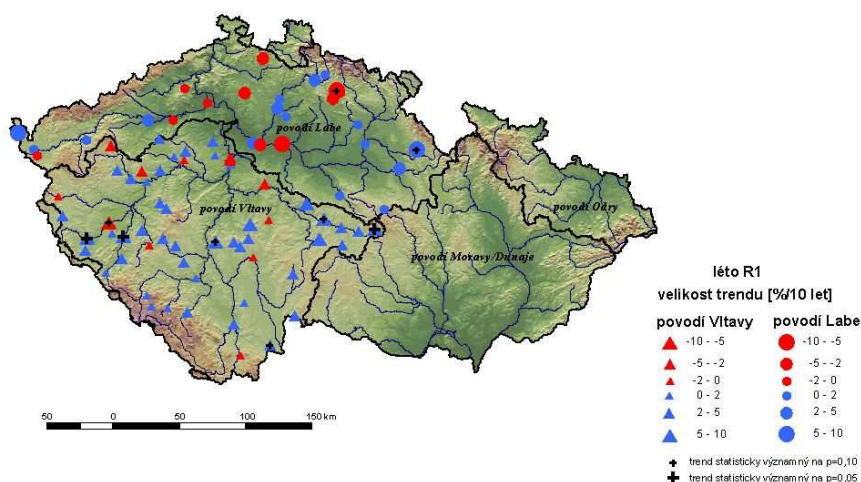 povodí Labe
povodí Vltavy
povodí Odry
povodí Moravy/Dunaje
léto R1
velikost trendu [%/10 let]
povodí Vltavy povodí Labe
-10 - -5 -10 - -5
-5 - -2 -5 - -2
-2 - 0 -2 - 0
0 - 2 0 - 2
2 - 5 2 - 5
5 - 10 5 - 10
trend statisticky významný na p=0,10
trend statisticky významný na p=0,05
50 0 50 100 150 km